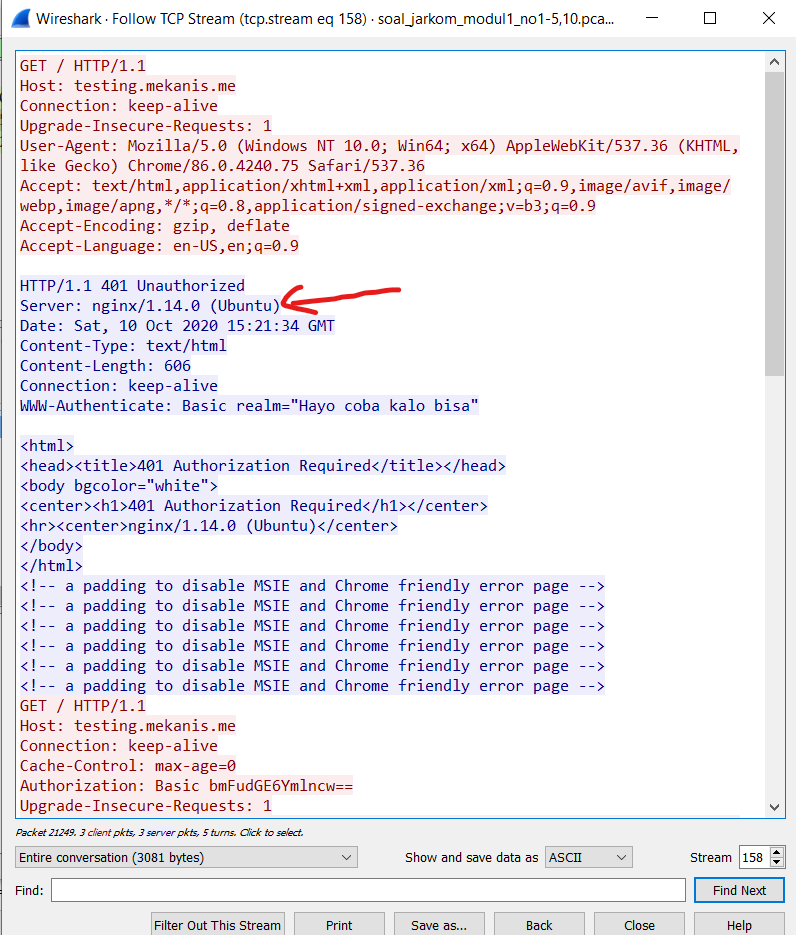 Wireshark · Follow TCP Stream (tcp.stream eq 158) · soal_jarkom_modul1_no1-5,10.pca...
GET / HTTP/1.1
Host: testing.mekanis.me
Connection: keep-alive
Upgrade-Insecure-Requests: 1
User-Agent: Mozilla/5.0 (Windows NT 10.0; Win64; x64) AppleWebKit/537.36 (KHTML,
like Gecko) Chrome/86.0.4240.75 Safari/537.36
Accept: text/html,application/xhtml+xml,application/xml;q=0.9,image/avif,image/
webp,image/apng,*/*;q=0.8,application/signed-exchange;v=b3;q=0.9
Accept-Encoding: gzip, deflate
Accept-Language: en-US,en;q=0.9
HTTP/1.1 401 Unauthorized
Server: nginx/1.14.0 (Ubuntu)
Date: Sat, 10 Oct 2020 15:21:34 GMT
Content-Type: text/html
Content-Length: 606
Connection: keep-alive
WWW-Authenticate: Basic realm="Hayo coba kalo bisa"
<html>
<head><title>401 Authorization Required</title></head>
<body bgcolor="white">
<center><h1>401 Authorization Required</h1></center>
<hr><center>nginx/1.14.0 (Ubuntu)</center>
</body>
</html>
<!-- a padding to disable MSIE and Chrome friendly error page -->
<!-- a padding to disable MSIE and Chrome friendly error page -->
<!-- a padding to disable MSIE and Chrome friendly error page -->
<!-- a padding to disable MSIE and Chrome friendly error page -->
<!-- a padding to disable MSIE and Chrome friendly error page -->
<!-- a padding to disable MSIE and Chrome friendly error page -->
GET / HTTP/1.1
Host: testing.mekanis.me
Connection: keep-alive
Cache-Control: max-age=0
Authorization: Basic bmFudGE6Ymlncw==
Upgrade-Insecure-Requests: 1
Packet 21249. 3 client pkts, 3 server pkts, 5 turns. Click to select.
Entire conversation (3081 bytes) Show and save data as ASCII Stream 158
Find: Find Next
Filter Out This Stream Print Save as... Back Close Help